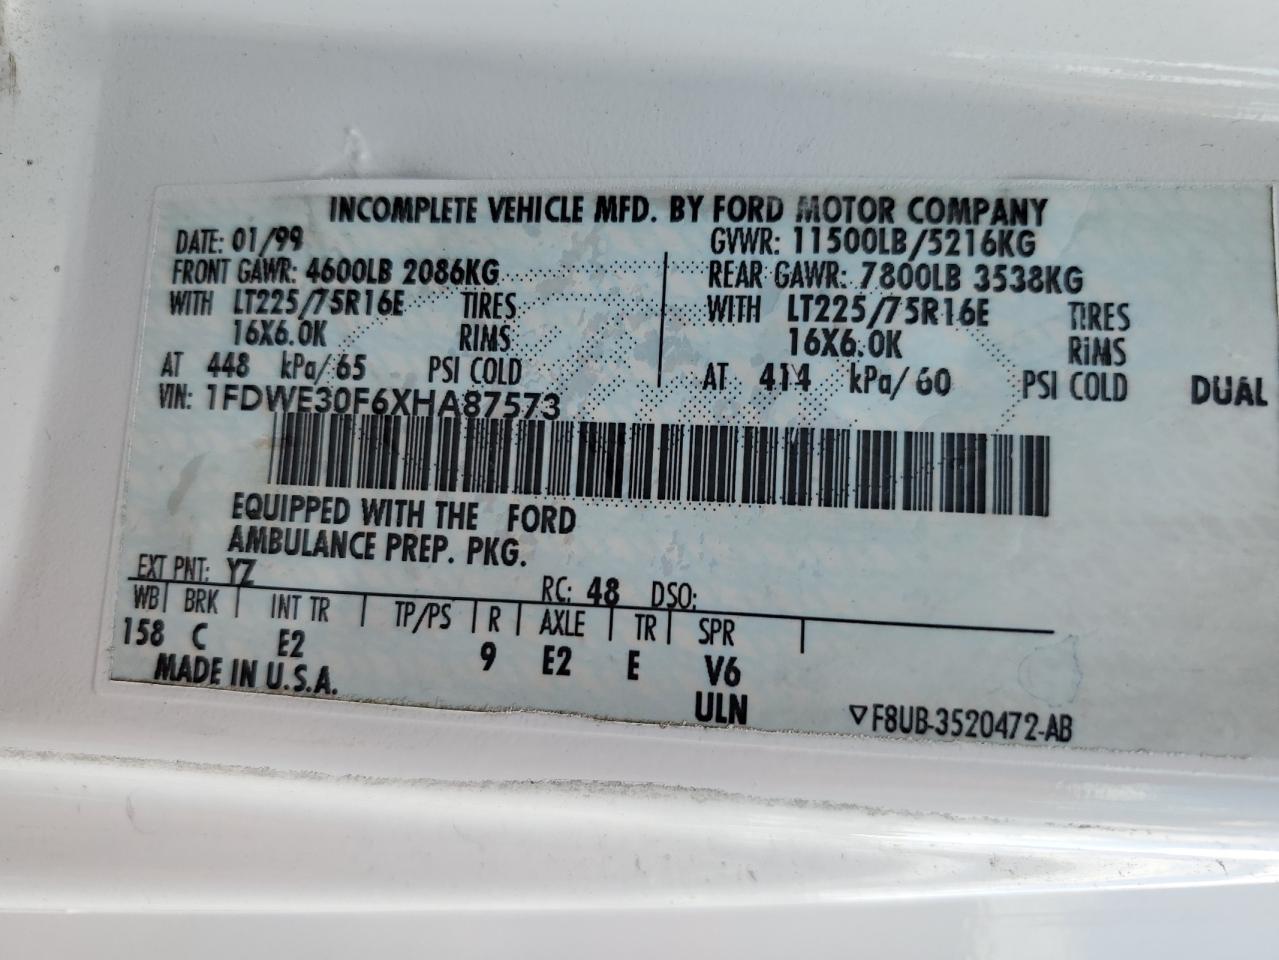 INCOMPLETE VEHICLE MFD. BY FORD MOTOR COMPANY
DATE: 01/99 GVWR: 11500LB/5216KG
FRONT GAWR: 4600LB 2086KG REAR GAWR: 7800LB 3538KG
WITH LT225/75R16E TIRES WITH LT225/75R16E TIRES
16X6.0K RIMS 16X6.0K RIMS
AT 448 kPa/65 PSI COLD AT 414 kPa/60 PSI COLD DUAL
VIN: 1FDWE30F6XHA87573
EQUIPPED WITH THE FORD
AMBULANCE PREP. PKG.
EXT PNT: YZ RC: 48 DSO:
WB BRK INT TR TP/PS R AXLE TR SPR
158 C E2 9 E2 E V6
MADE IN U.S.A. ULN
▽F8UB-3520472-AB